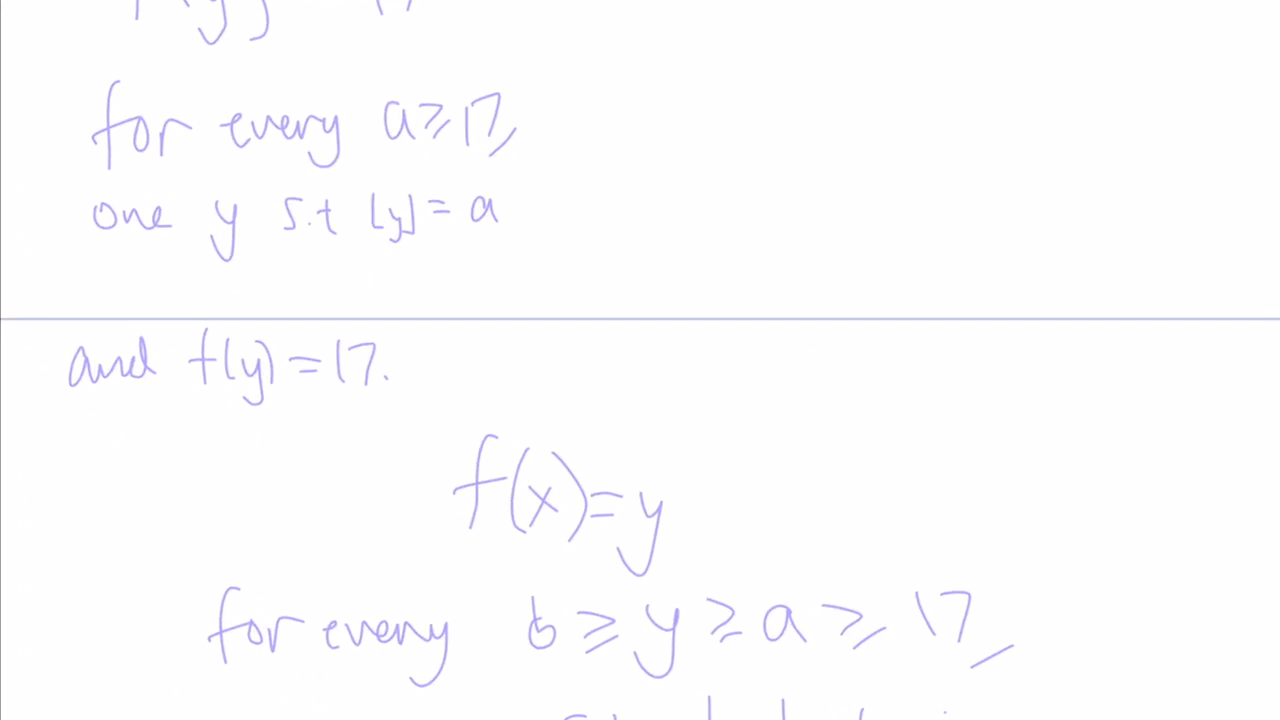 for every a ≥ 17,
one y s.t ⌊y⌋ = a
and f(y) = 17.
f(x) = y
for every b ≥ y ≥ a ≥ 17,